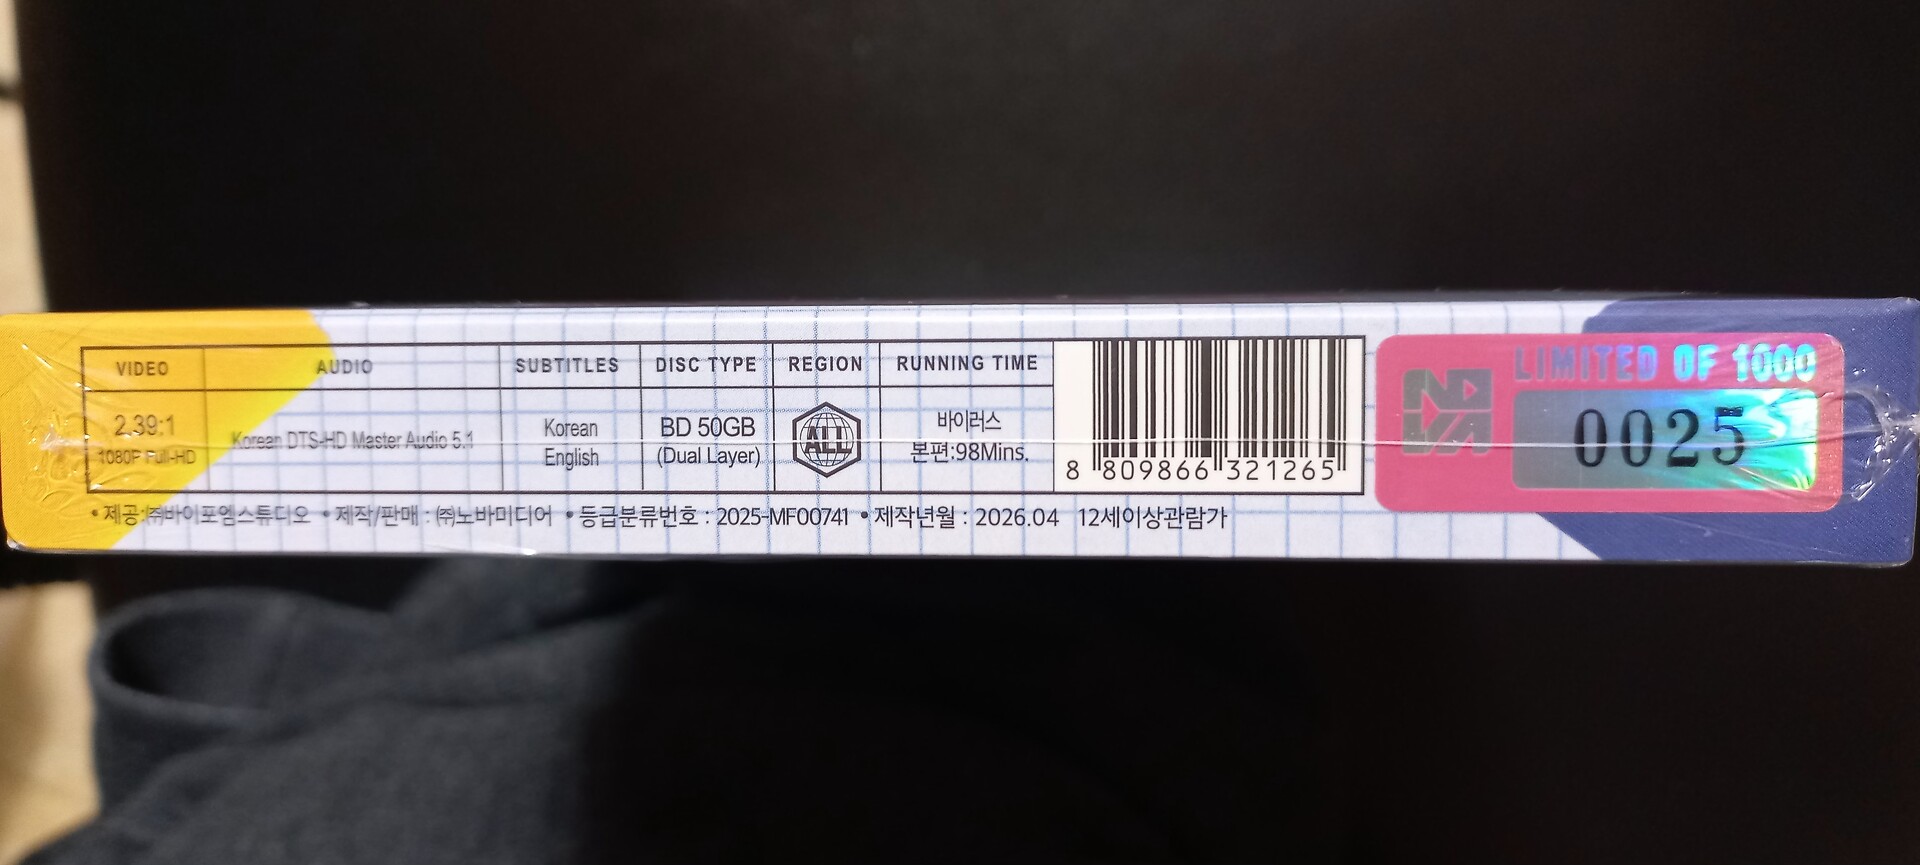 VIDEO AUDIO SUBTITLES DISC TYPE REGION RUNNING TIME
2.39:1
1080P Full-HD
Korean DTS-HD Master Audio 5.1
Korean
English
BD 50GB
(Dual Layer)
ALL
바이러스
본편:98Mins.
8 809866 321265
• 제공:㈜바이포엠스튜디오 • 제작/판매 : ㈜노바미디어 • 등급분류번호 : 2025-MF00741 • 제작년월 : 2026.04 12세이상관람가
NOVA
LIMITED OF 1000
0025